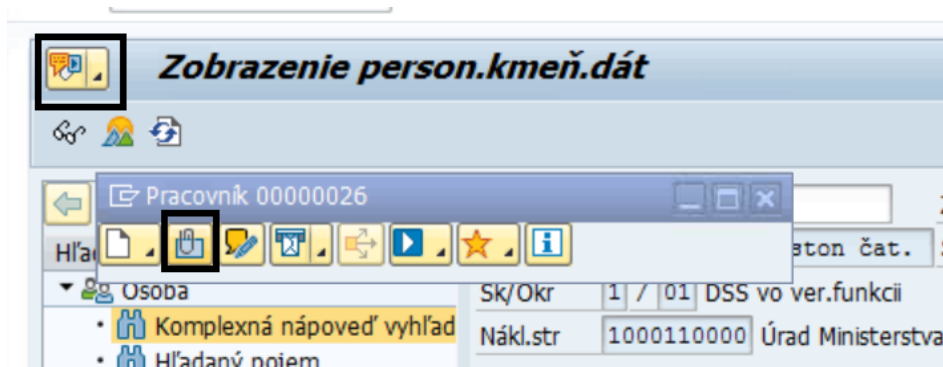 Zobrazenie person.kmeň.dát
Pracovník 00000026
Hľa
ston čat.
Osoba
Sk/Okr 1 / 01 DSS vo ver.funkcii
Komplexná nápoveď vyhľad
Nákl.str 1000110000 Úrad Ministerstva
Hľadaný pojem